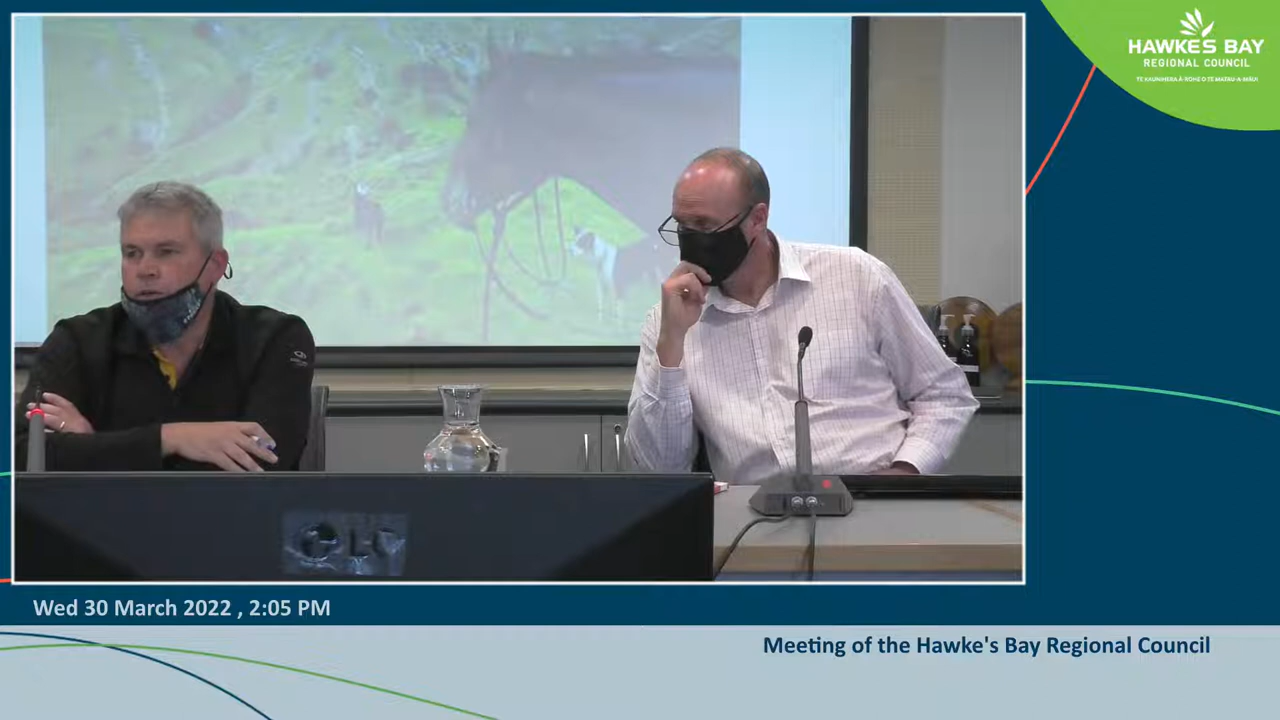 HAWKE'S BAY
REGIONAL COUNCIL
TE KAUNIHERA Ā-ROHE O TE MATAU-A-MĀUI
LG
Wed 30 March 2022 , 2:05 PM
Meeting of the Hawke's Bay Regional Council